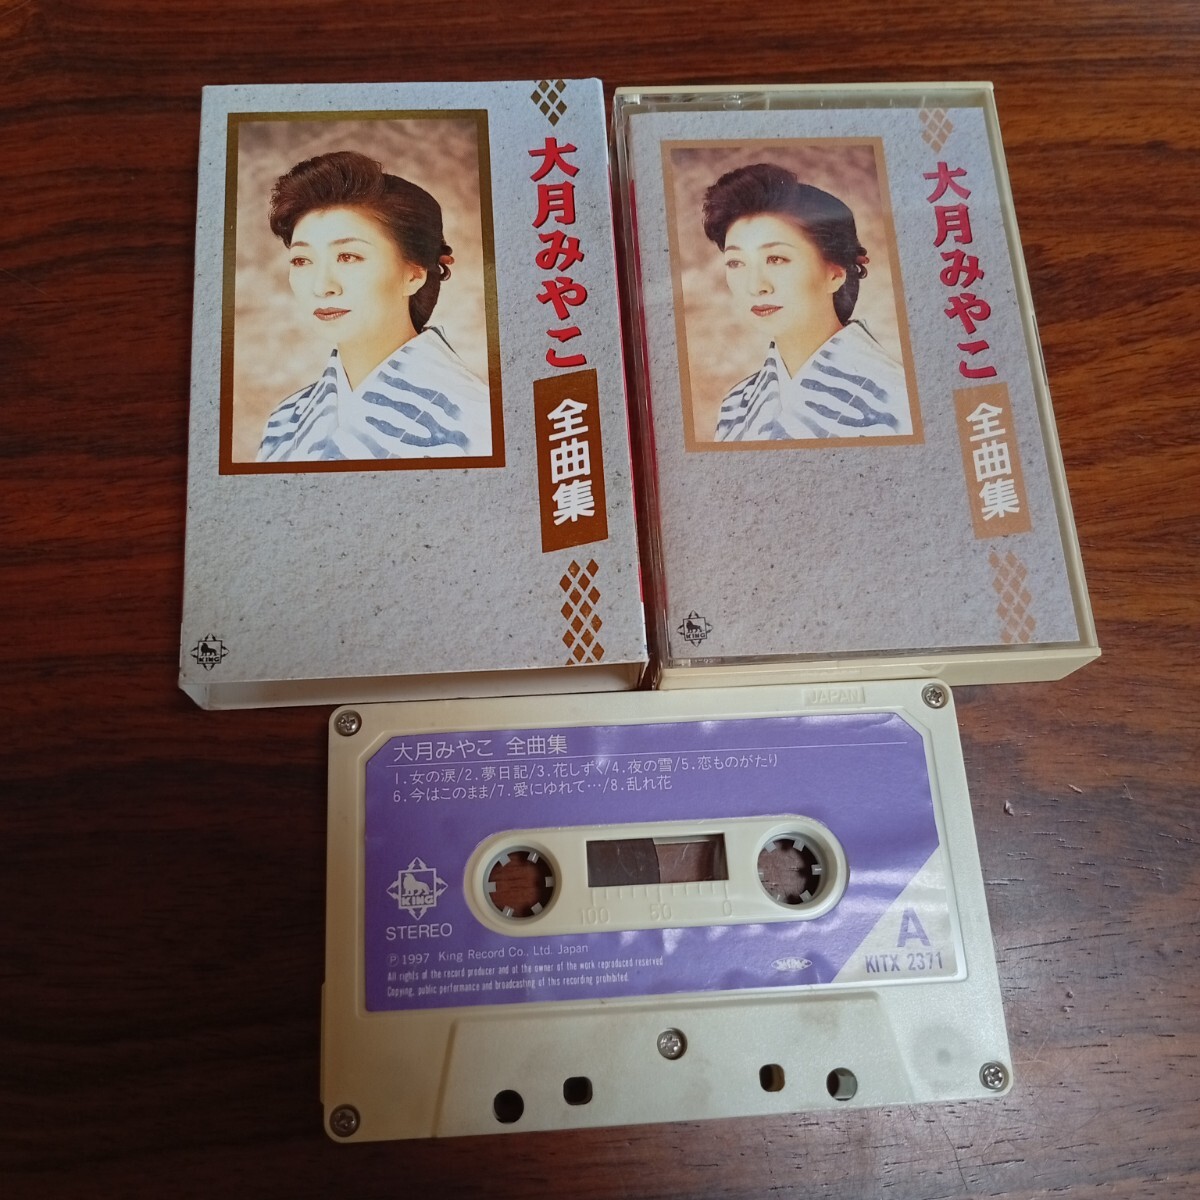 大月みやこ
全曲集
KING
大月みやこ
全曲集
KING
JAPAN
大月みやこ 全曲集
1.女の涙/2.夢日記/3.花しずく/4.夜の雪/5.恋ものがたり
6.今はこのまま/7.愛にゆれて…/8.乱れ花
KING
STEREO
100 50 0
A
KITX 2371
Ⓟ1997 King Record Co., Ltd. Japan
All rights of the record producer and of the owner of the work reproduced reserved
Copying, public performance and broadcasting of this recording prohibited.